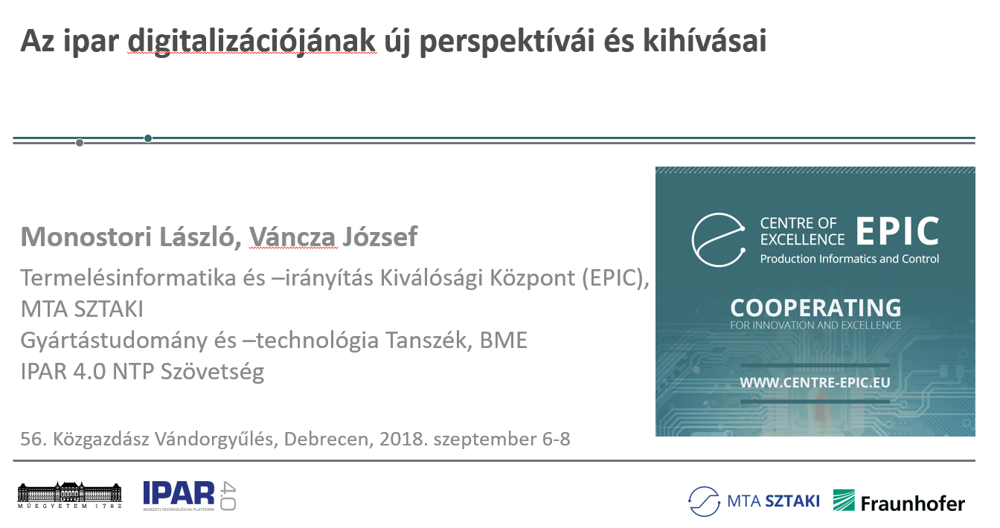 Az ipar digitalizációjának új perspektívái és kihívásai
Monostori László, Váncza József
Termelésinformatika és –irányítás Kiválósági Központ (EPIC),
MTA SZTAKI
Gyártástudomány és –technológia Tanszék, BME
IPAR 4.0 NTP Szövetség
56. Közgazdász Vándorgyűlés, Debrecen, 2018. szeptember 6-8
CENTRE OF
EXCELLENCE EPIC
Production Informatics and Control
COOPERATING
FOR INNOVATION AND EXCELLENCE
WWW.CENTRE-EPIC.EU
MŰEGYETEM 1782
IPAR 4.0
NEMZETI TECHNOLÓGIAI PLATFORM
MTA SZTAKI
Fraunhofer